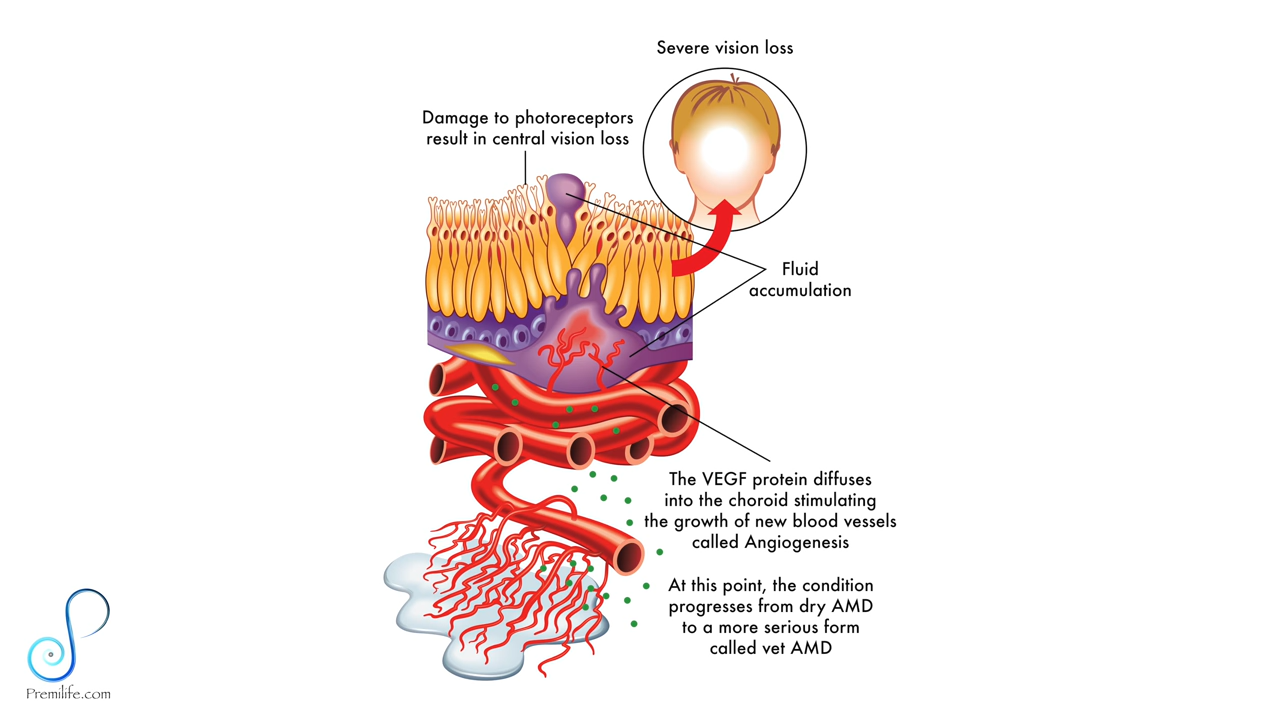 Severe vision loss
Damage to photoreceptors
result in central vision loss
Fluid
accumulation
The VEGF protein diffuses
into the choroid stimulating
the growth of new blood vessels
called Angiogenesis
At this point, the condition
progresses from dry AMD
to a more serious form
called vet AMD
Premilife.com